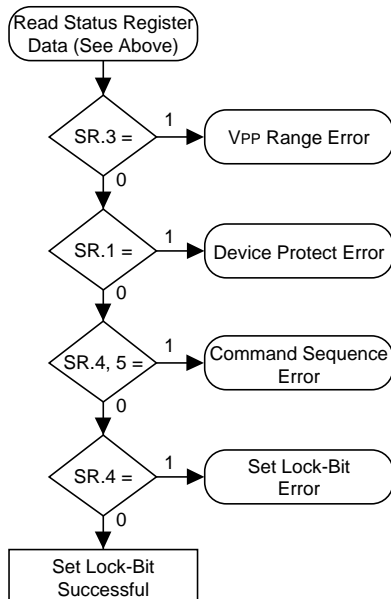 Read Status Register
Data (See Above)
SR.3 =
1
VPP Range Error
0
SR.1 =
1
Device Protect Error
0
SR.4, 5 =
1
Command Sequence
Error
0
SR.4 =
1
Set Lock-Bit
Error
0
Set Lock-Bit
Successful